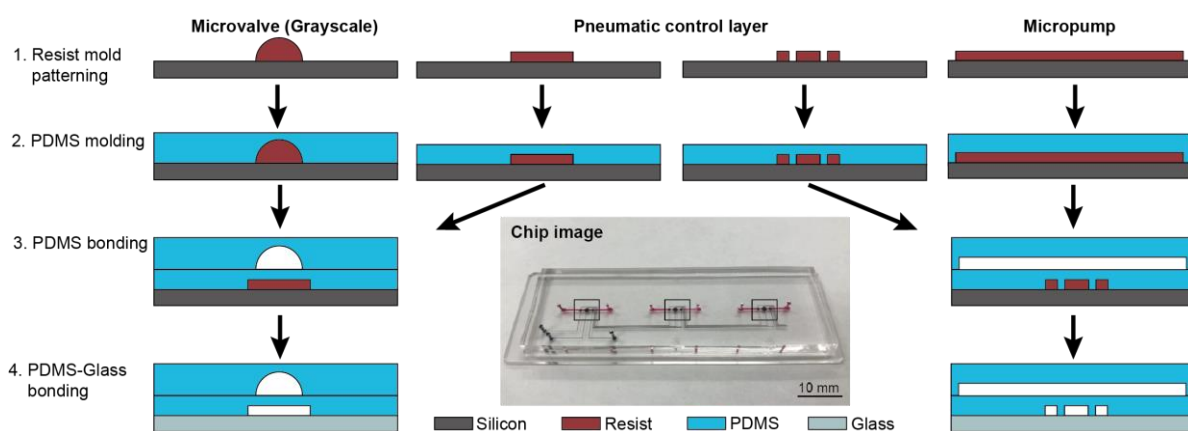 Microvalve (Grayscale)
Pneumatic control layer
Micropump
1. Resist mold
patterning
2. PDMS molding
3. PDMS bonding
Chip image
10 mm
4. PDMS-Glass
bonding
Silicon
Resist
PDMS
Glass